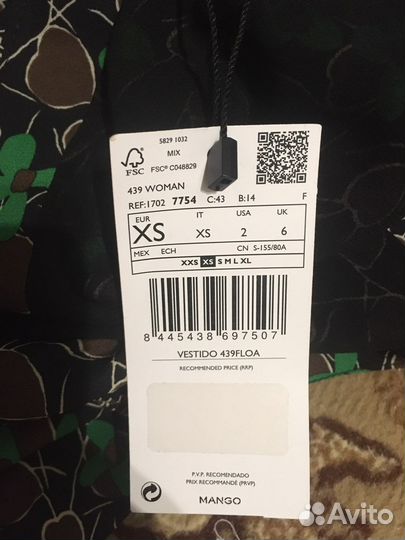 5829 1032
MIX
FSC
FSC® C048829
439 WOMAN
REF:1702 7754 C:43 B:14 F
EUR IT USA UK
XS XS 2 6
MEX ECH CN S-155/80A
XXS XS S M L XL
8 445438 697507
VESTIDO 439FLOA
RECOMMENDED PRICE (RRP)
P.V.P. RECOMENDADO
PRIX RECOMMANDÉ (PRVP)
MANGO
Avito